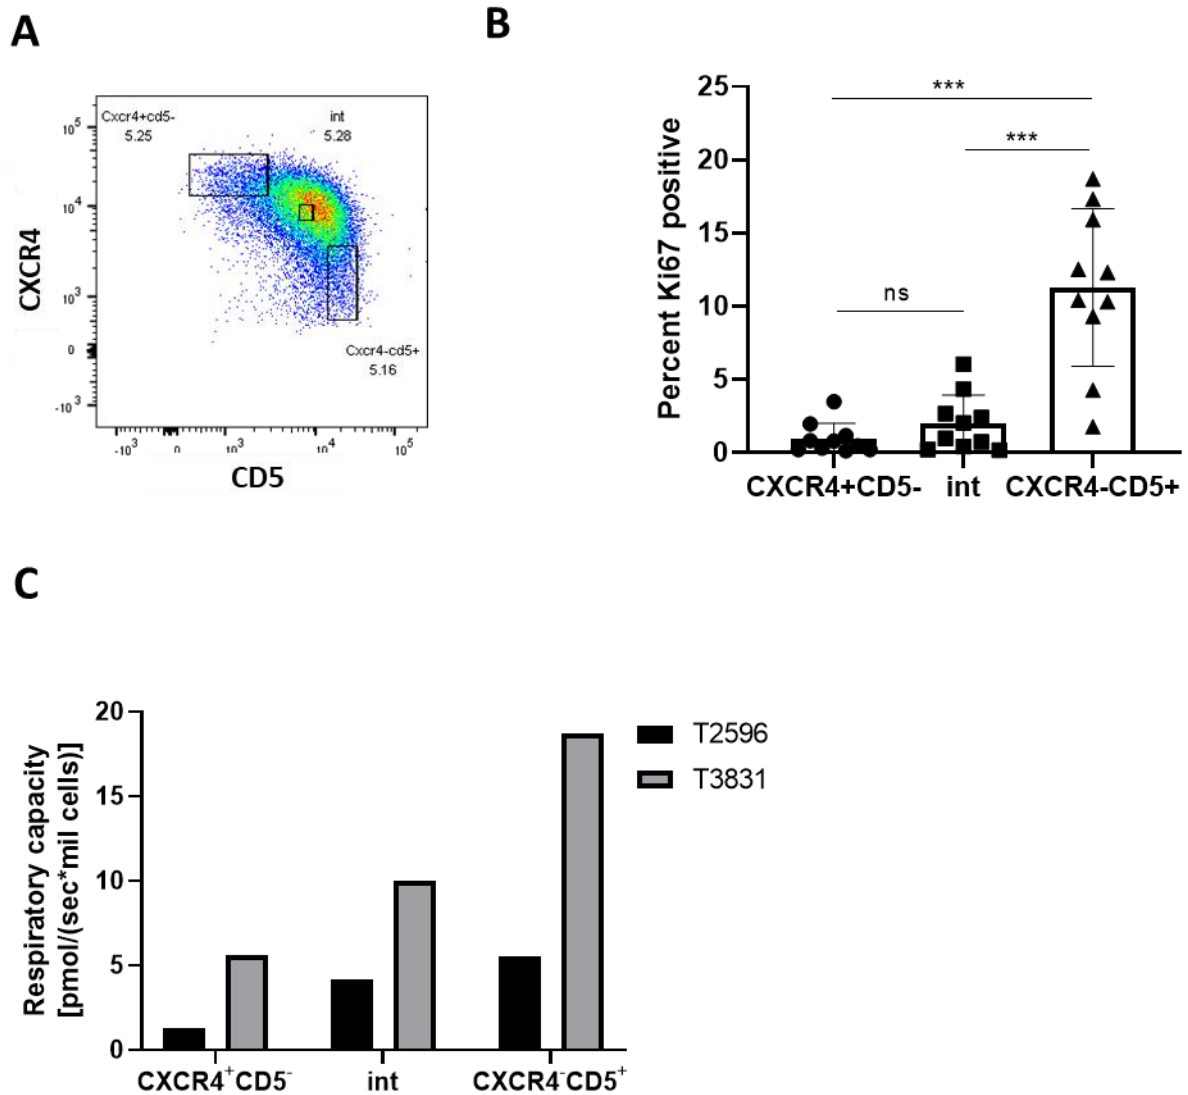 A
Cxcr4+cd5-
5.25
int
5.28
10^5
10^4
10^3
0
-10^3
CXCR4
Cxcr4-cd5+
5.16
-10^3 0 10^3 10^4 10^5
CD5
B
Percent Ki67 positive
25
20
15
10
5
0
***
***
ns
CXCR4+CD5- int CXCR4-CD5+
C
Respiratory capacity
[pmol/(sec*mil cells)]
20
15
10
5
0
CXCR4⁺CD5⁻ int CXCR4⁻CD5⁺
T2596
T3831